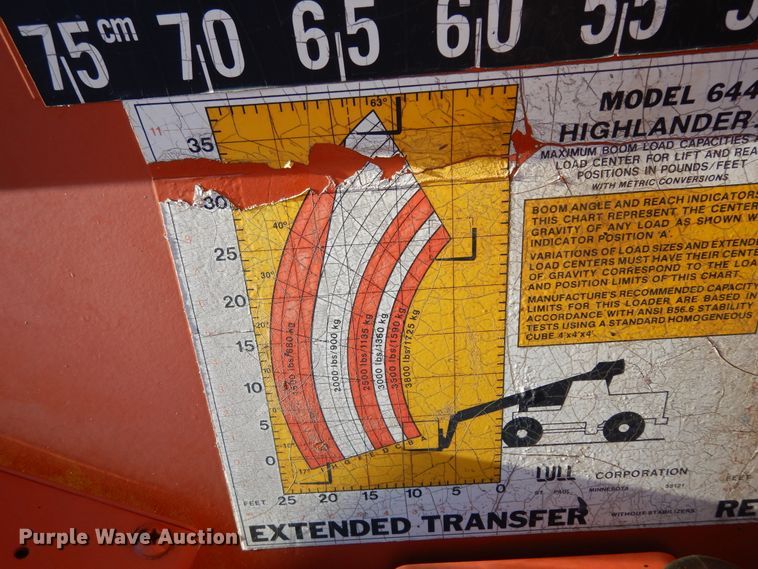 75 cm 70 65 60 55
MODEL 644
HIGHLANDER
MAXIMUM BOOM LOAD CAPACITIES
LOAD CENTER FOR LIFT AND REA
POSITIONS IN POUNDS/FEET
WITH METRIC CONVERSIONS
BOOM ANGLE AND REACH INDICATORS
THIS CHART REPRESENT THE CENTER
GRAVITY OF ANY LOAD AS SHOWN W
INDICATOR POSITION 'A'.
VARIATIONS OF LOAD SIZES AND EXTENDE
LOAD CENTERS MUST HAVE THEIR CENTE
OF GRAVITY CORRESPOND TO THE LOA
AND POSITION LIMITS OF THIS CHART
MANUFACTURE'S RECOMMENDED CAPACITY
LIMITS FOR THIS LOADER ARE BASED IN
ACCORDANCE WITH ANSI B56.6 STABILITY
TESTS USING A STANDARD HOMOGENEOUS
CUBE 4'x4'x4'.
63°
35
30
25
20
15
10
5
0
40°
30°
2000 lbs/900 kg
2500 lbs/1135 kg
3000 lbs/1360 kg
3500 lbs/1590 kg
3800 lbs/1725 kg
G F E D C B A
FEET 25 20 15 10 5 0
LULL CORPORATION
ST. PAUL, MINNESOTA 55121
FEET
EXTENDED TRANSFER
WITHOUT STABILIZERS
RE
Purple Wave Auction